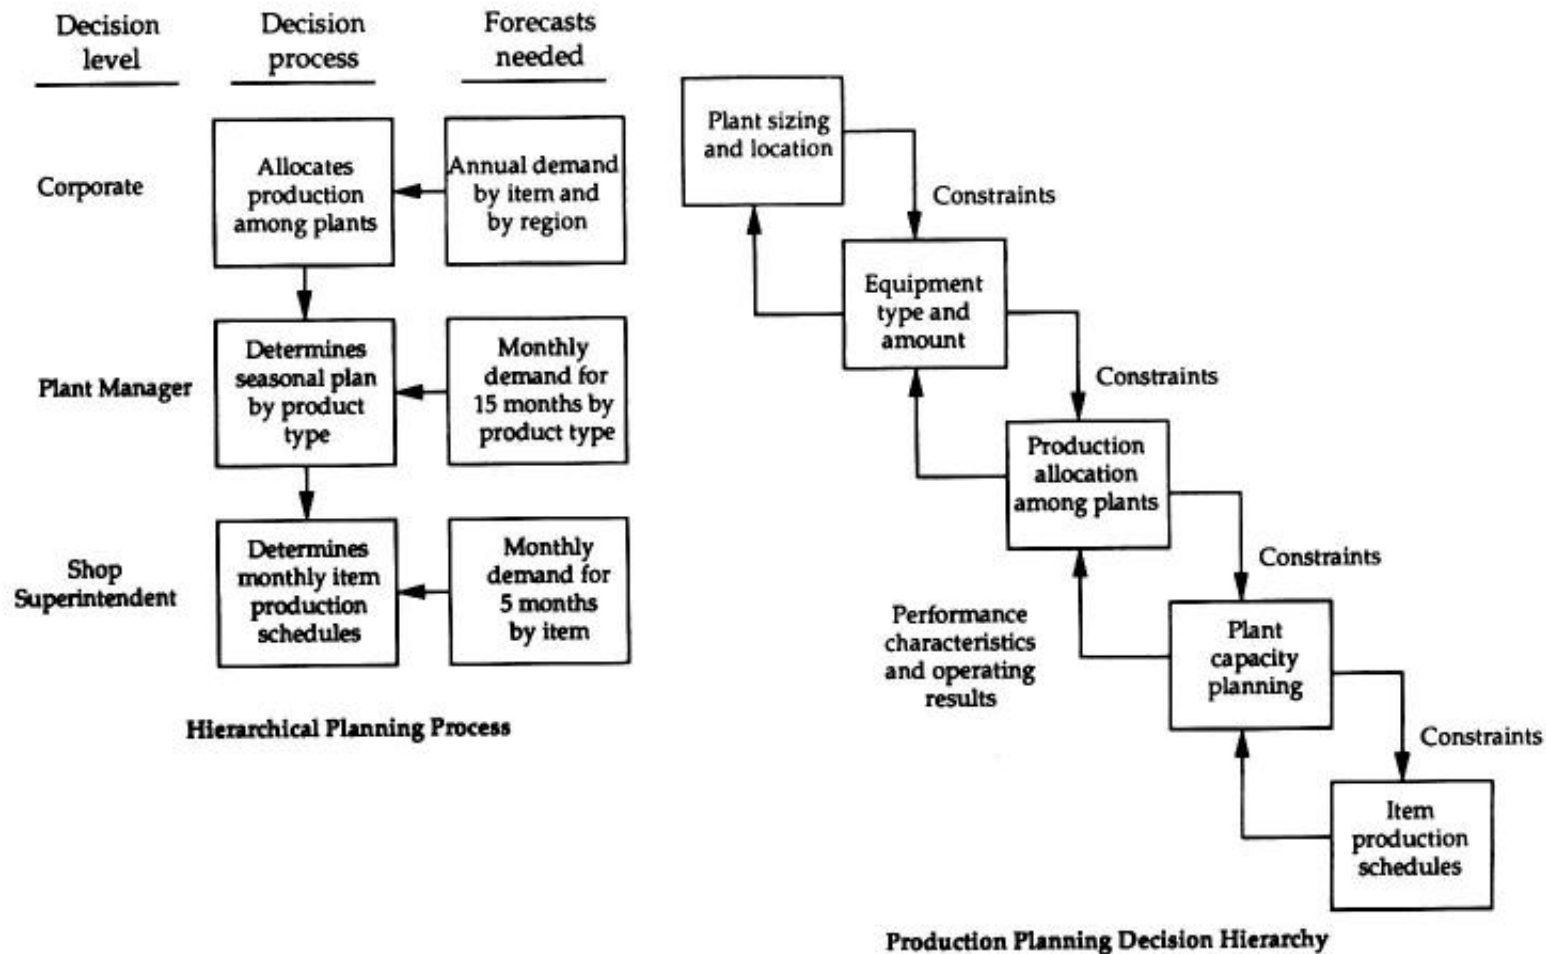 Decision
level
Decision
process
Forecasts
needed
Corporate
Allocates
production
among plants
Annual demand
by item and
by region
Plant Manager
Determines
seasonal plan
by product
type
Monthly
demand for
15 months by
product type
Shop
Superintendent
Determines
monthly item
production
schedules
Monthly
demand for
5 months
by item
Hierarchical Planning Process
Plant sizing
and location
Constraints
Equipment
type and
amount
Constraints
Production
allocation
among plants
Constraints
Performance
characteristics
and operating
results
Plant
capacity
planning
Constraints
Item
production
schedules
Production Planning Decision Hierarchy